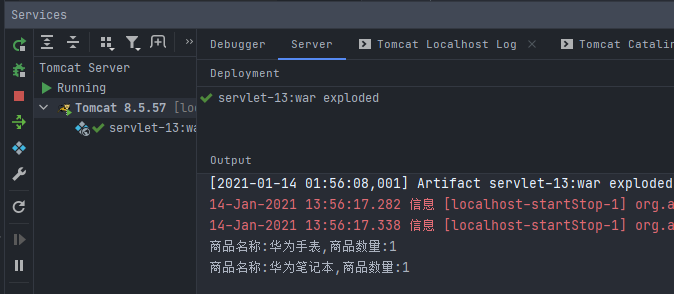 Services
Debugger
Server
Tomcat Localhost Log
Tomcat Catalin
Tomcat Server
Deployment
Running
Tomcat 8.5.57 [lo
servlet-13:war exploded
servlet-13:wa
Output
[2021-01-14 01:56:08,001] Artifact servlet-13:war exploded
14-Jan-2021 13:56:17.282 信息 [localhost-startStop-1] org.a
14-Jan-2021 13:56:17.338 信息 [localhost-startStop-1] org.a
商品名称:华为手表,商品数量:1
商品名称:华为笔记本,商品数量:1